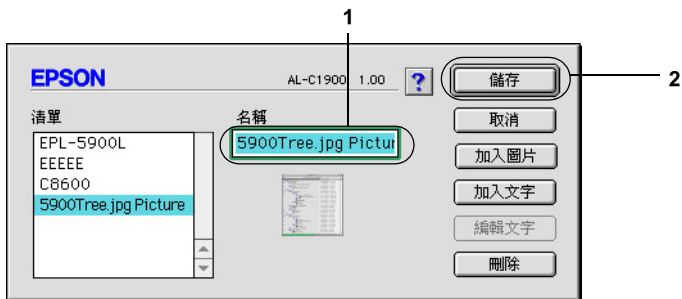 1
EPSON
AL-C1900 1.00
?
儲存
2
清單
名稱
取消
EPL-5900L
EEEEE
C8600
5900Tree.jpg Picture
5900Tree.jpg Pictur
加入圖片
加入文字
編輯文字
刪除